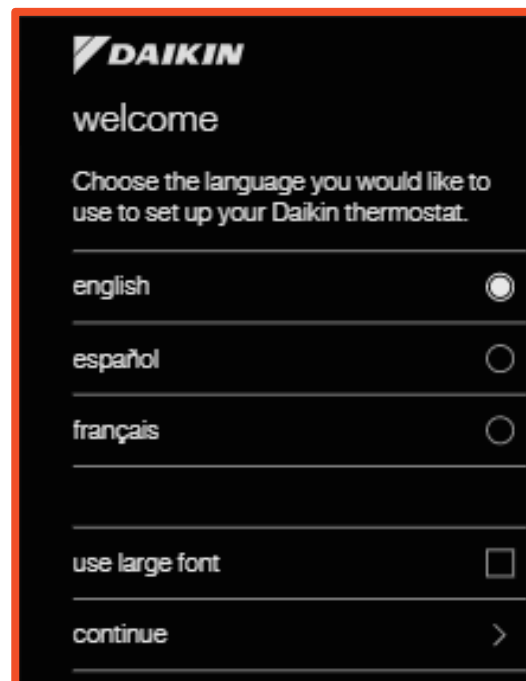 DAIKIN
welcome
Choose the language you would like to
use to set up your Daikin thermostat.
english
español
français
use large font
continue